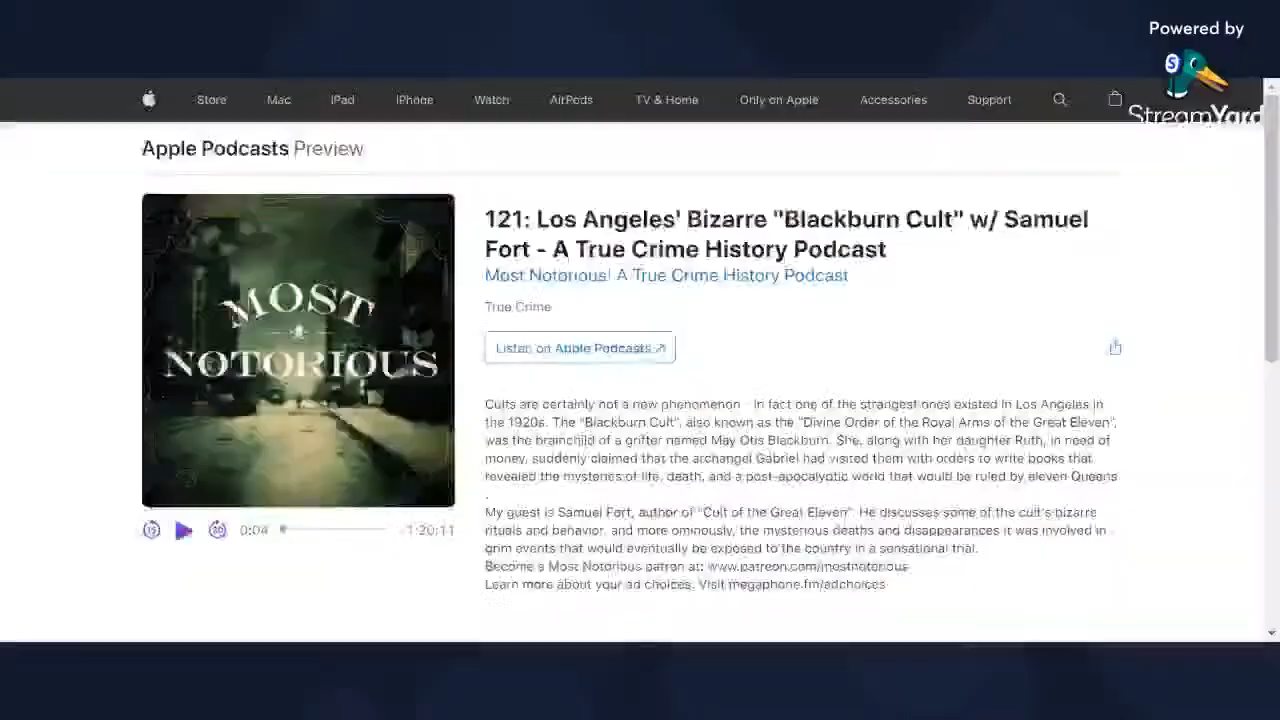 Powered by
StreamYard
Store Mac iPad iPhone Watch AirPods TV & Home Only on Apple Accessories Support
Apple Podcasts Preview
MOST
NOTORIOUS
121: Los Angeles' Bizarre "Blackburn Cult" w/ Samuel
Fort - A True Crime History Podcast
Most Notorious! A True Crime History Podcast
True Crime
Listen on Apple Podcasts ↗
Cults are certainly not a new phenomenon - in fact one of the strangest ones existed in Los Angeles in
the 1920s. The "Blackburn Cult", also known as the "Divine Order of the Royal Arms of the Great Eleven",
was the brainchild of a grifter named May Otis Blackburn. She, along with her daughter Ruth, in need of
money, suddenly claimed that the archangel Gabriel had visited them with orders to write books that
revealed the mysteries of life, death, and a post-apocalyptic world that would be ruled by eleven Queens
.
My guest is Samuel Fort, author of "Cult of the Great Eleven". He discusses some of the cult's bizarre
rituals and behavior, and more ominously, the mysterious deaths and disappearances it was involved in -
grim events that would eventually be exposed to the country in a sensational trial.
Become a Most Notorious patron at: www.patreon.com/mostnotorious
Learn more about your ad choices. Visit megaphone.fm/adchoices
15 30 0:04 -1:20:11